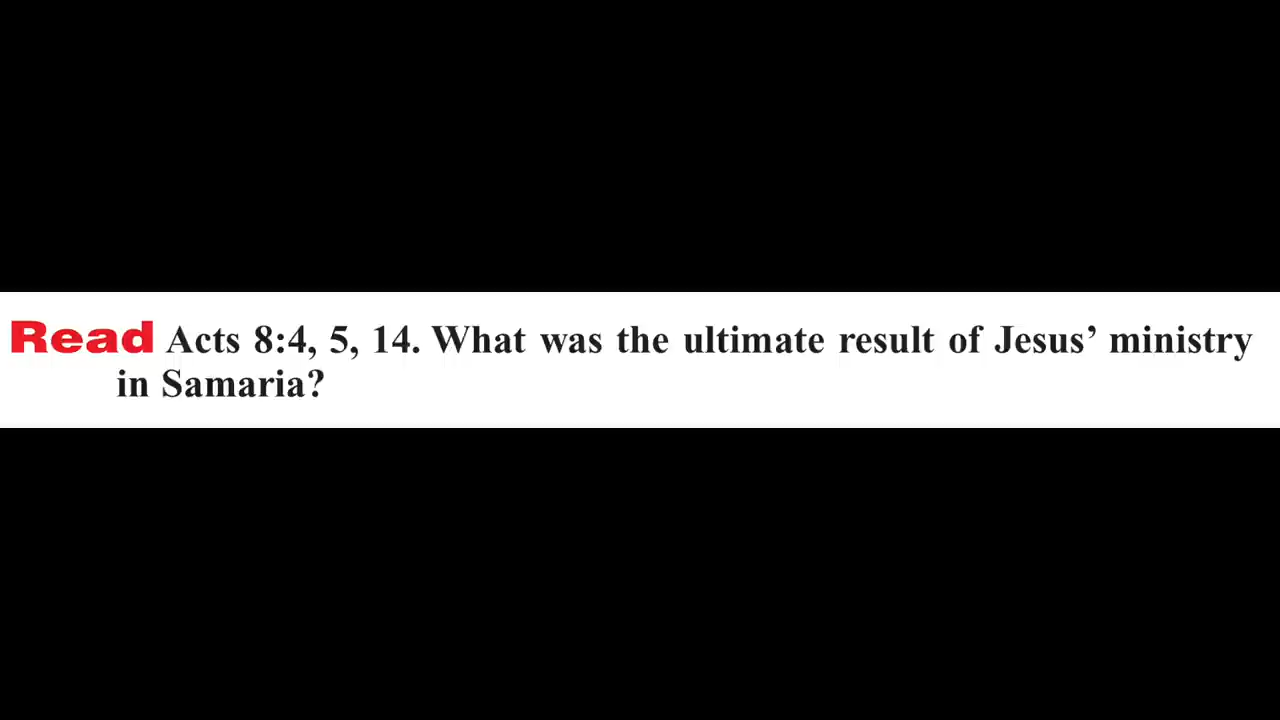 Read Acts 8:4, 5, 14. What was the ultimate result of Jesus’ ministry
in Samaria?